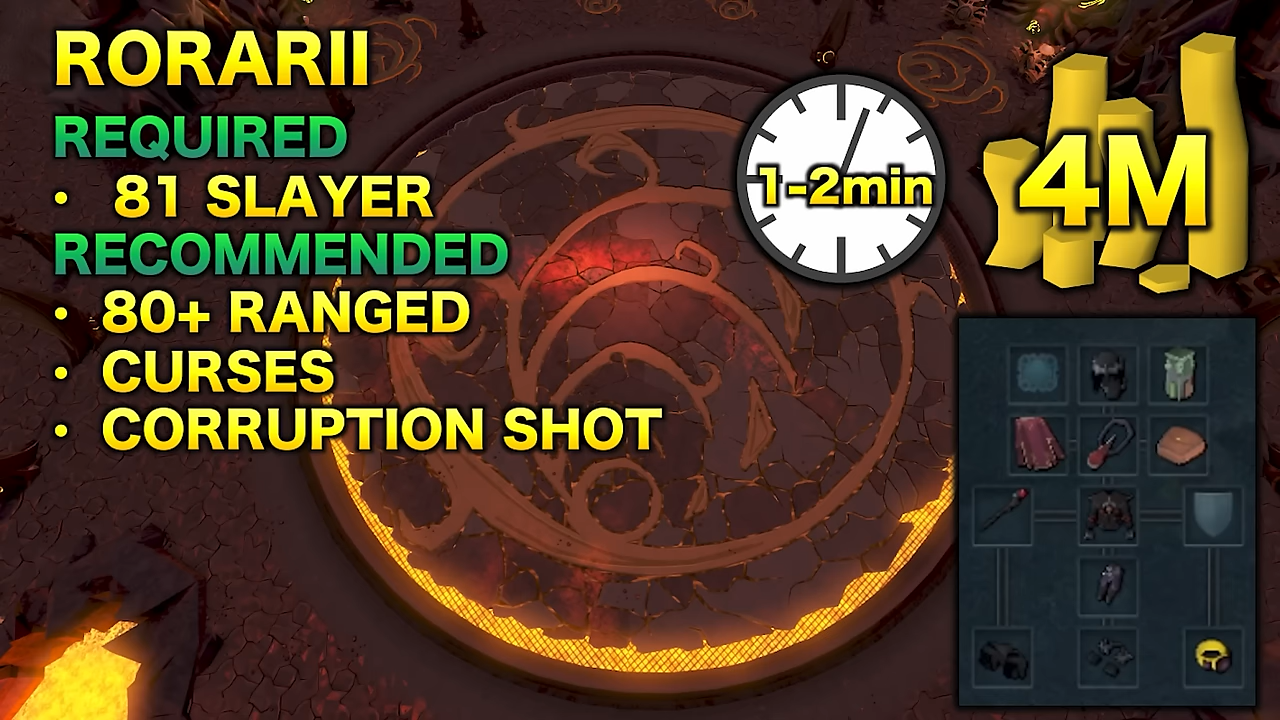 RORARII
REQUIRED
• 81 SLAYER
RECOMMENDED
• 80+ RANGED
• CURSES
• CORRUPTION SHOT
1-2min
4M